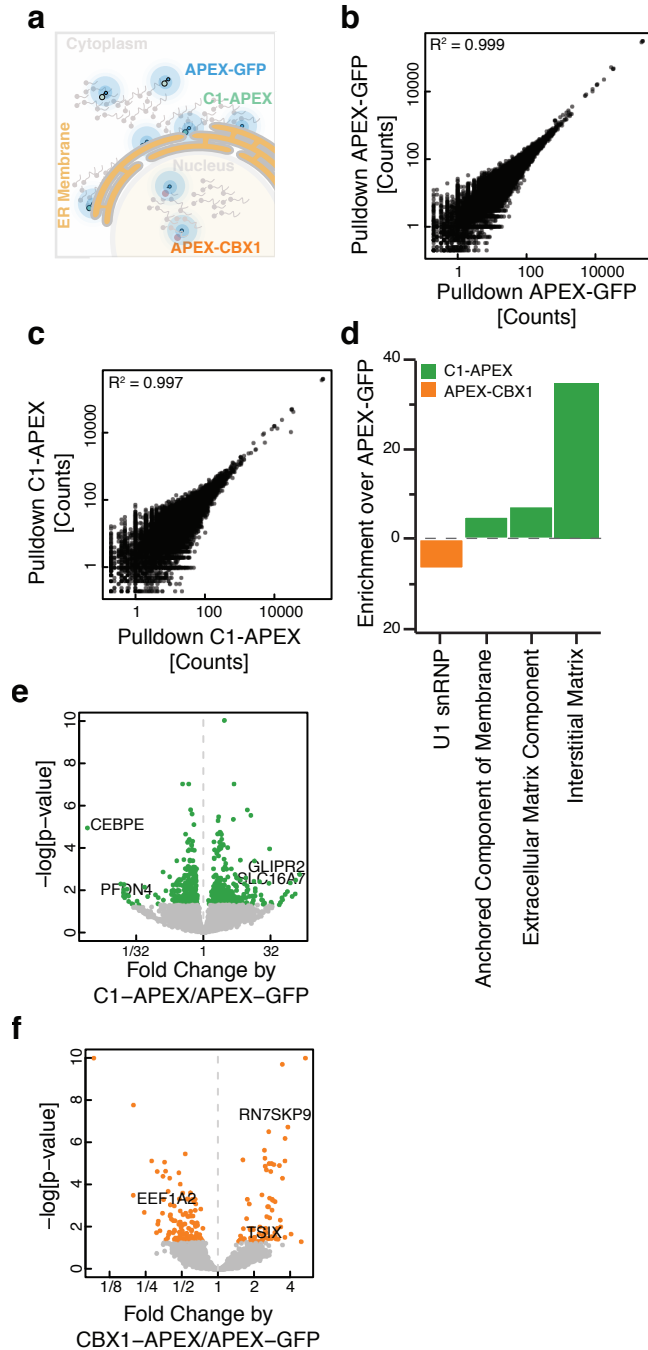 a
Cytoplasm
APEX-GFP
C1-APEX
ER Membrane
Nucleus
APEX-CBX1
b
R² = 0.999
Pulldown APEX-GFP
[Counts]
10000
100
1
1
100
10000
Pulldown APEX-GFP
[Counts]
c
R² = 0.997
Pulldown C1-APEX
[Counts]
10000
100
1
1
100
10000
Pulldown C1-APEX
[Counts]
d
C1-APEX
APEX-CBX1
Enrichment over APEX-GFP
40
20
0
20
U1 snRNP
Anchored Component of Membrane
Extracellular Matrix Component
Interstitial Matrix
e
−log[p−value]
10
8
6
4
2
0
CEBPE
GLIPR2
SLC16A7
PFDN4
1/32
1
32
Fold Change by
C1−APEX/APEX−GFP
f
−log[p−value]
10
8
6
4
2
0
RN7SKP9
EEF1A2
TSIX
1/8
1/4
1/2
1
2
4
Fold Change by
CBX1−APEX/APEX−GFP